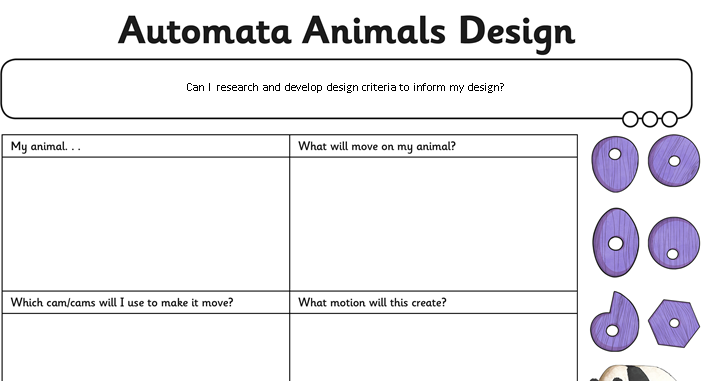 Automata Animals Design
Can I research and develop design criteria to inform my design?
My animal. . .
What will move on my animal?
Which cam/cams will I use to make it move?
What motion will this create?